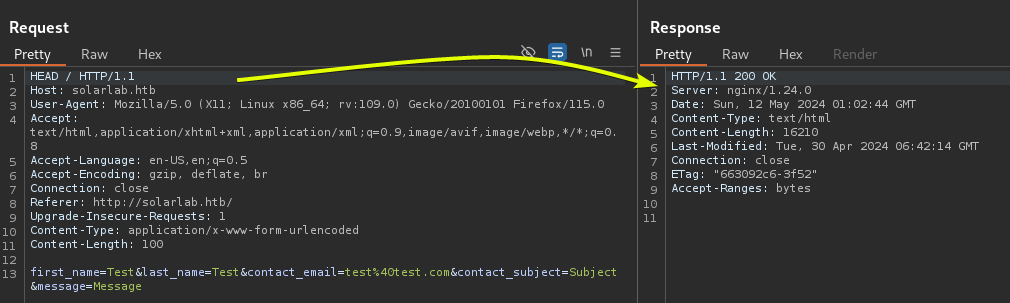 Request
Pretty Raw Hex
\n
1 HEAD / HTTP/1.1
2 Host: solarlab.htb
3 User-Agent: Mozilla/5.0 (X11; Linux x86_64; rv:109.0) Gecko/20100101 Firefox/115.0
4 Accept:
text/html,application/xhtml+xml,application/xml;q=0.9,image/avif,image/webp,*/*;q=0.
8
5 Accept-Language: en-US,en;q=0.5
6 Accept-Encoding: gzip, deflate, br
7 Connection: close
8 Referer: http://solarlab.htb/
9 Upgrade-Insecure-Requests: 1
10 Content-Type: application/x-www-form-urlencoded
11 Content-Length: 100
12
13 first_name=Test&last_name=Test&contact_email=test%40test.com&contact_subject=Subject
&message=Message
Response
Pretty Raw Hex Render
1 HTTP/1.1 200 OK
2 Server: nginx/1.24.0
3 Date: Sun, 12 May 2024 01:02:44 GMT
4 Content-Type: text/html
5 Content-Length: 16210
6 Last-Modified: Tue, 30 Apr 2024 06:42:14 GMT
7 Connection: close
8 ETag: "663092c6-3f52"
9 Accept-Ranges: bytes
10
11